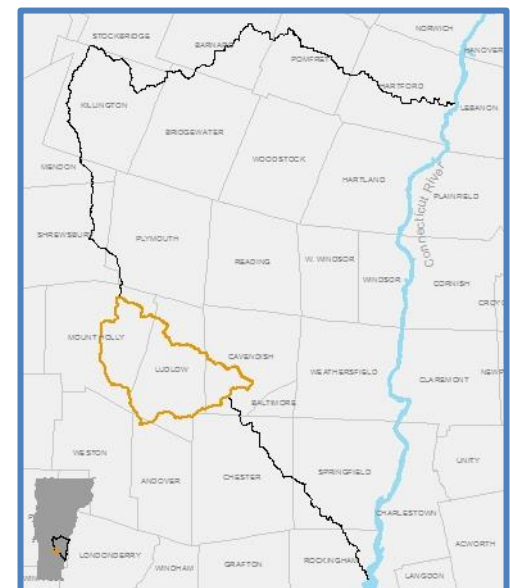 NORWICH
STOCKBRIDGE
BARNARD
HANOVER
POMFRET
HARTFORD
KILLINGTON
LEBANON
BRIDGEWATER
WOODSTOCK
MENDON
HARTLAND
PLAINFIELD
Connecticut River
SHREWSBURY
PLYMOUTH
READING
W. WINDSOR
WINDSOR
CORNISH
CROY
MOUNT HOLLY
CAVENDISH
LUDLOW
WEATHERSFIELD
NEWP
CLAREMONT
BALTIMORE
WESTON
UNITY
ANDOVER
CHESTER
SPRINGFIELD
CHARLESTOWN
ACWORTH
LONDONDERRY
WINDHAM
GRAFTON
ROCKINGHAM
LANGDON